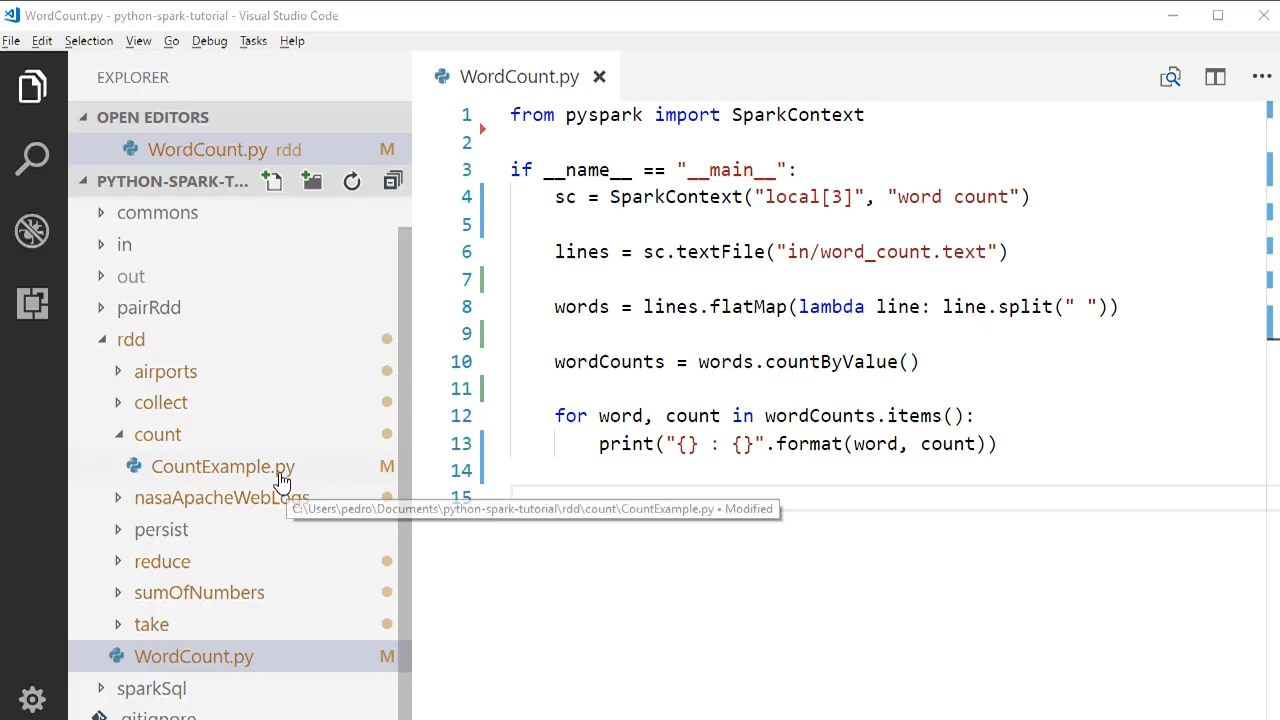 WordCount.py - python-spark-tutorial - Visual Studio Code
File Edit Selection View Go Debug Tasks Help
EXPLORER
OPEN EDITORS
WordCount.py rdd M
PYTHON-SPARK-T...
commons
in
out
pairRdd
rdd
airports
collect
count
CountExample.py M
nasaApacheWebLogs
persist
reduce
sumOfNumbers
take
WordCount.py M
sparkSql
.gitignore
C:\Users\pedro\Documents\python-spark-tutorial\rdd\count\CountExample.py • Modified
WordCount.py
1 from pyspark import SparkContext
2
3 if __name__ == "__main__":
4 sc = SparkContext("local[3]", "word count")
5
6 lines = sc.textFile("in/word_count.text")
7
8 words = lines.flatMap(lambda line: line.split(" "))
9
10 wordCounts = words.countByValue()
11
12 for word, count in wordCounts.items():
13 print("{} : {}".format(word, count))
14
15